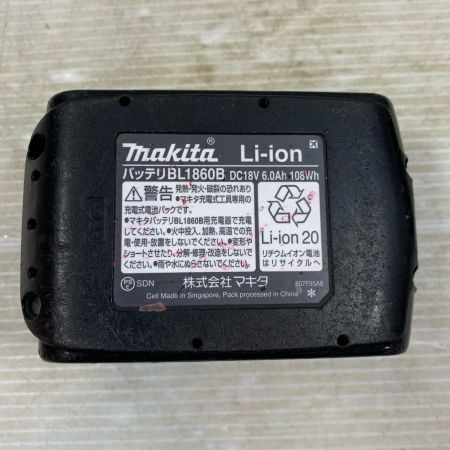 makita® Li-ion
バッテリBL1860B DC18V 6.0Ah 108Wh
⚠警告 発熱・発火・破裂の恐れあり
●マキタ充電式工具専用の
充電式電池パックです。
●マキタバッテリBL1860B用充電器で充電
してください。●火中投入、加熱、高温での充
電・使用・放置をしないでください。●変形や
ショートさせたり、分解・修理・改造をしないで
ください。●雨や水にぬらさないでください。
Li-ion 20
リチウムイオン電池
はリサイクルへ
PS E SDN 株式会社マキタ
Cell Made in Singapore, Pack processed in China
807F95A8